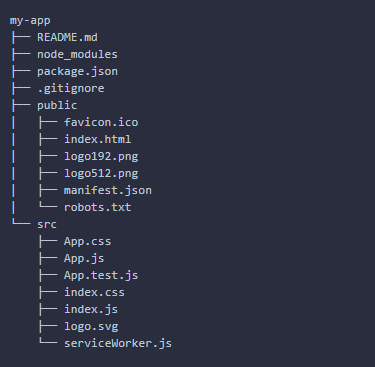 my-app
├── README.md
├── node_modules
├── package.json
├── .gitignore
├── public
│   ├── favicon.ico
│   ├── index.html
│   ├── logo192.png
│   ├── logo512.png
│   ├── manifest.json
│   └── robots.txt
└── src
    ├── App.css
    ├── App.js
    ├── App.test.js
    ├── index.css
    ├── index.js
    ├── logo.svg
    └── serviceWorker.js